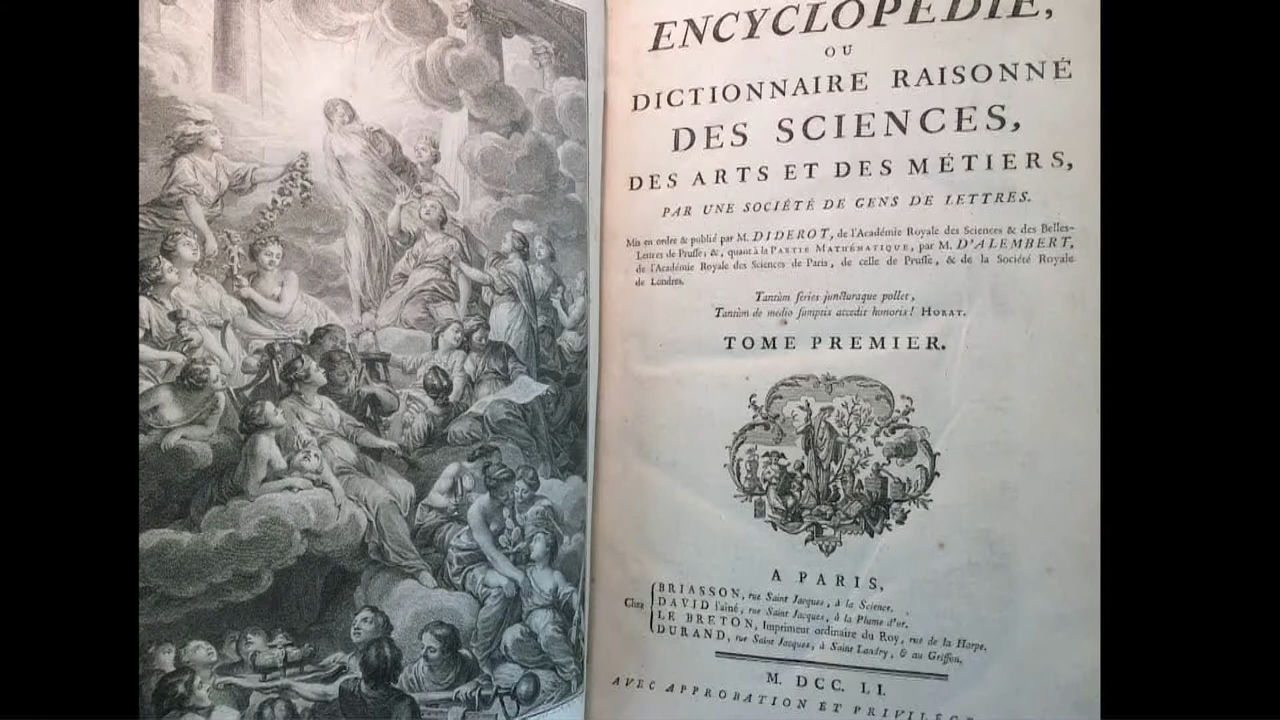 ENCYCLOPÉDIE,
OU
DICTIONNAIRE RAISONNÉ
DES SCIENCES,
DES ARTS ET DES MÉTIERS,
PAR UNE SOCIÉTÉ DE GENS DE LETTRES.
Mis en ordre & publié par M. DIDEROT, de l'Académie Royale des Sciences & des Belles-
Lettres de Prusse; &, quant à la PARTIE MATHÉMATIQUE, par M. D'ALEMBERT,
de l'Académie Royale des Sciences de Paris, de celle de Prusse, & de la Société Royale
de Londres.
Tantùm series juncturaque pollet,
Tantùm de medio sumptis accedit honoris! HORAT.
TOME PREMIER.
A PARIS,
Chez
BRIASSON, rue Saint Jacques, à la Science.
DAVID l'aîné, rue Saint Jacques, à la Plume d'or.
LE BRETON, Imprimeur ordinaire du Roy, rue de la Harpe.
DURAND, rue Saint Jacques, à Saint Landry, & au Griffon.
M. DCC. LI.
AVEC APPROBATION ET PRIVILEGE